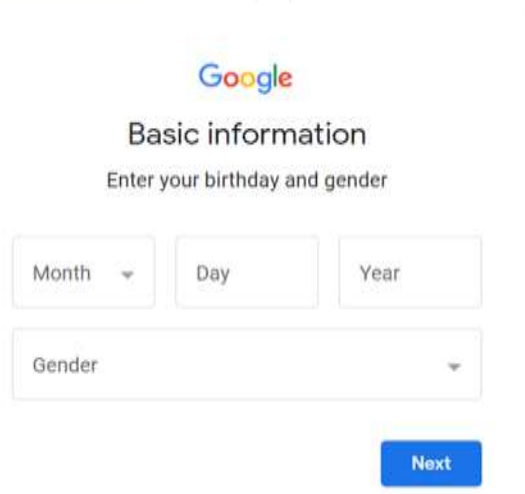 Google
Basic information
Enter your birthday and gender
Month Day Year
Gender
Next